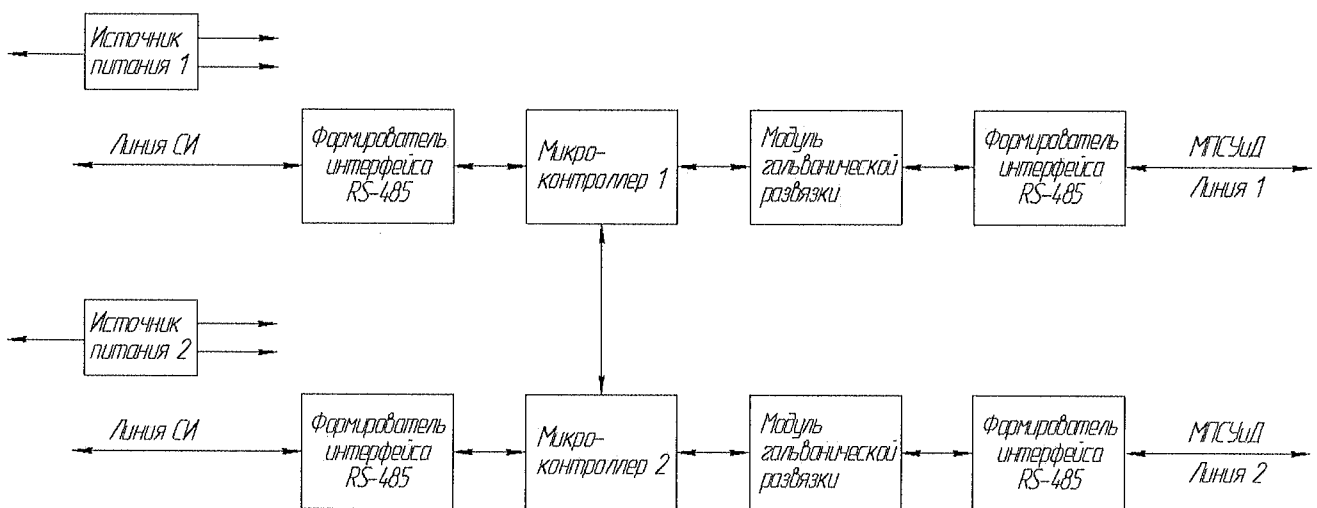 Источник
питания 1
Линия СИ
Формирователь
интерфейса
RS-485
Микро-
контроллер 1
Модуль
гальванической
развязки
Формирователь
интерфейса
RS-485
МПСУиД
Линия 1
Источник
питания 2
Линия СИ
Формирователь
интерфейса
RS-485
Микро-
контроллер 2
Модуль
гальванической
развязки
Формирователь
интерфейса
RS-485
МПСУиД
Линия 2